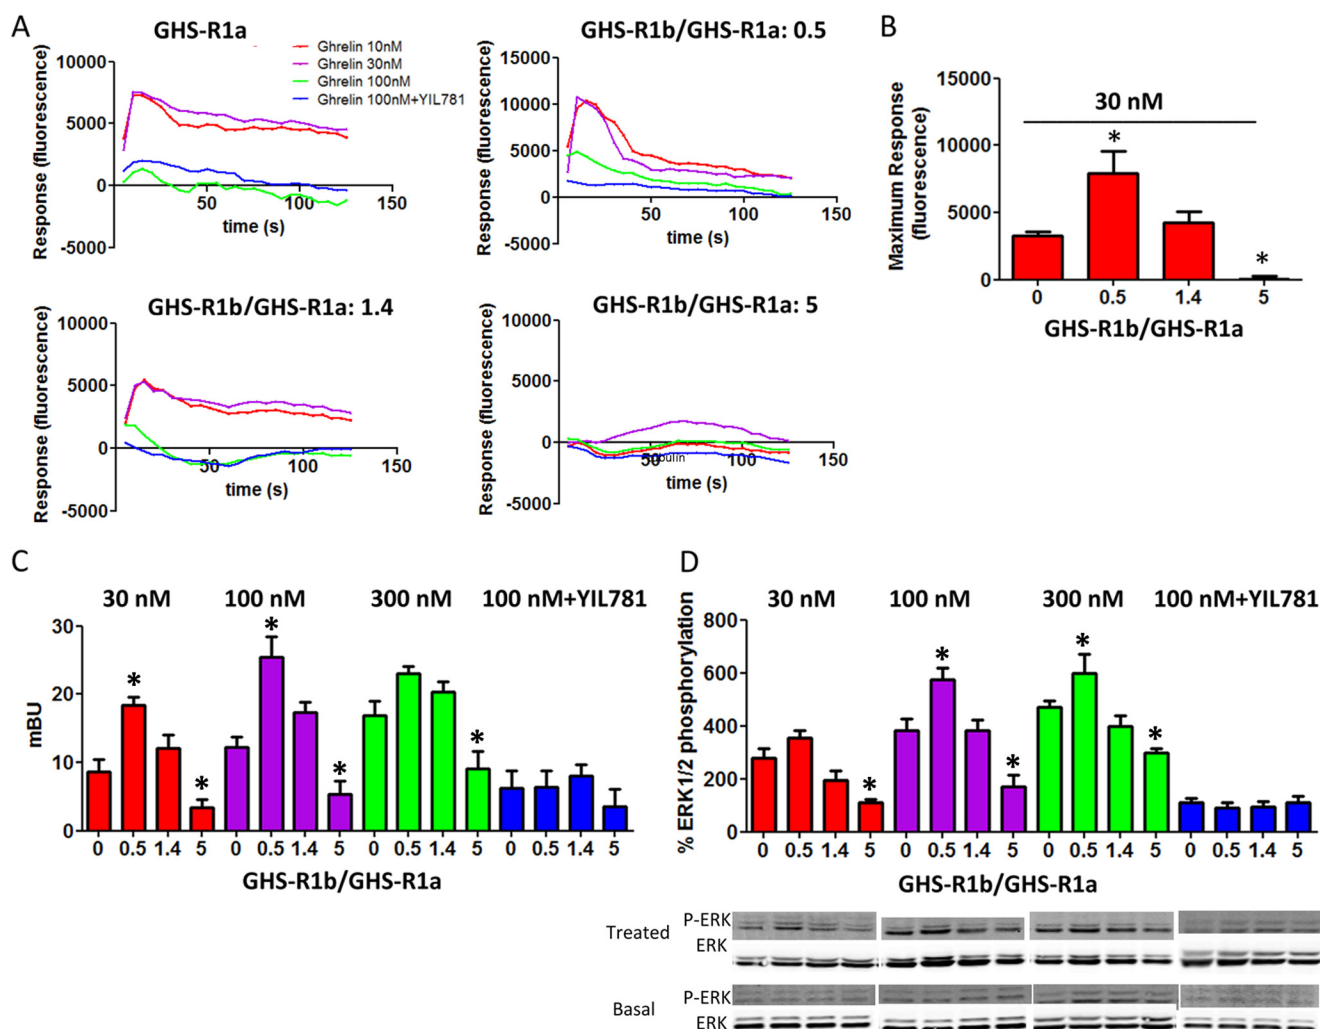 A
GHS-R1a
Ghrelin 10nM
Ghrelin 30nM
Ghrelin 100nM
Ghrelin 100nM+YIL781
Response (fluorescence)
10000
5000
0
-5000
50
150
time (s)
GHS-R1b/GHS-R1a: 0.5
Response (fluorescence)
15000
10000
5000
0
-5000
50
100
150
time (s)
B
Maximum Response
(fluorescence)
15000
10000
5000
0
30 nM
*
*
0 0.5 1.4 5
GHS-R1b/GHS-R1a
GHS-R1b/GHS-R1a: 1.4
Response (fluorescence)
10000
5000
0
-5000
50
100
150
time (s)
GHS-R1b/GHS-R1a: 5
Response (fluorescence)
10000
5000
0
-5000
50
100
150
time (s)
C
30 nM 100 nM 300 nM 100 nM+YIL781
mBU
30
20
10
0
* * * * *
0 0.5 1.4 5 0 0.5 1.4 5 0 0.5 1.4 5 0 0.5 1.4 5
GHS-R1b/GHS-R1a
D
30 nM 100 nM 300 nM 100 nM+YIL781
% ERK1/2 phosphorylation
800
600
400
200
0
* * * * *
0 0.5 1.4 5 0 0.5 1.4 5 0 0.5 1.4 5 0 0.5 1.4 5
GHS-R1b/GHS-R1a
Treated
P-ERK
ERK
Basal
P-ERK
ERK